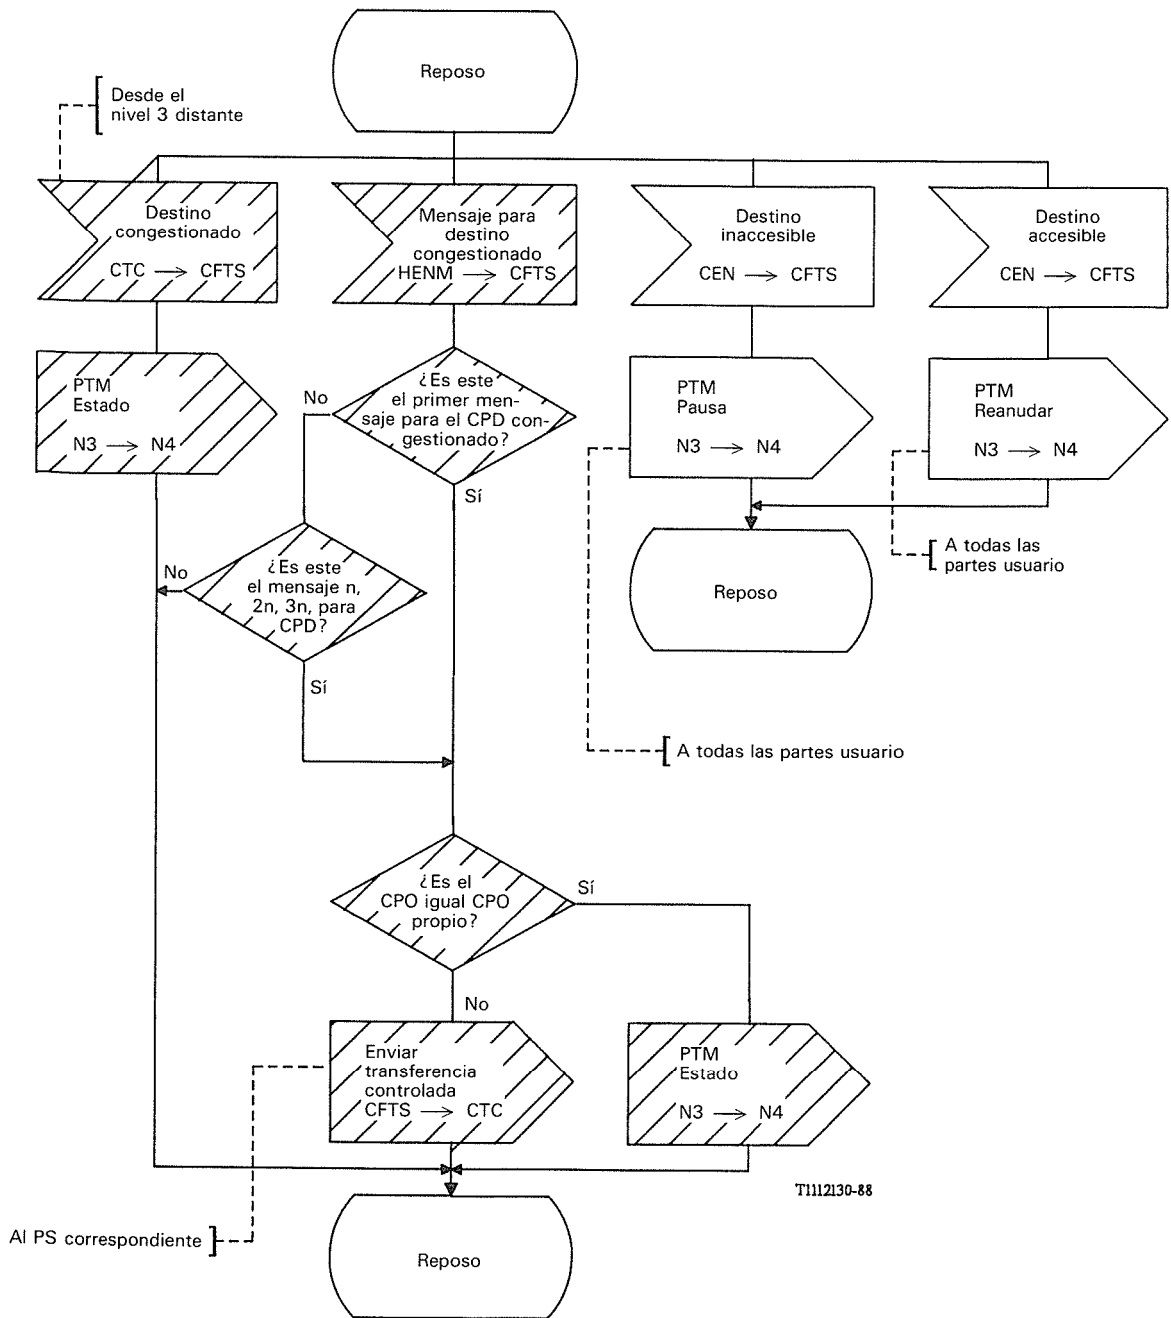 Reposo
Desde el
nivel 3 distante
Destino
congestionado
CTC → CFTS
Mensaje para
destino
congestionado
HENM → CFTS
Destino
inaccesible
CEN → CFTS
Destino
accesible
CEN → CFTS
PTM
Estado
N3 → N4
No
¿Es este
el primer men-
saje para el CPD con-
gestionado?
Sí
PTM
Pausa
N3 → N4
PTM
Reanudar
N3 → N4
No
¿Es este
el mensaje n,
2n, 3n, para
CPD?
Sí
Reposo
A todas las
partes usuario
A todas las partes usuario
¿Es el
CPO igual CPO
propio?
Sí
No
Enviar
transferencia
controlada
CFTS → CTC
PTM
Estado
N3 → N4
T1112130-88
Al PS correspondiente
Reposo